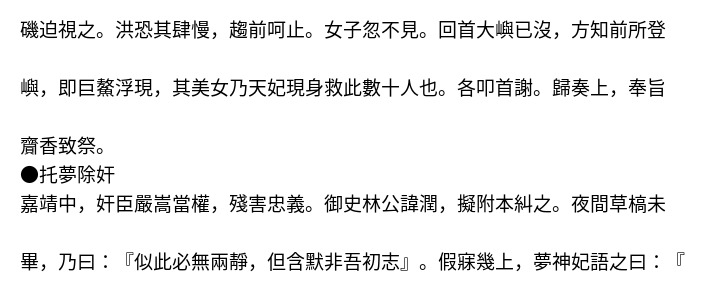 磯迫視之。洪恐其肆慢，趨前呵止。女子忽不見。回首大嶼已沒，方知前所登
嶼，即巨鰲浮現，其美女乃天妃現身救此數十人也。各叩首謝。歸奏上，奉旨
齎香致祭。
●托夢除奸
嘉靖中，奸臣嚴嵩當權，殘害忠義。御史林公諱潤，擬附本糾之。夜間草槁未
畢，乃曰：『似此必無兩靜，但含默非吾初志』。假寐幾上，夢神妃語之曰：『